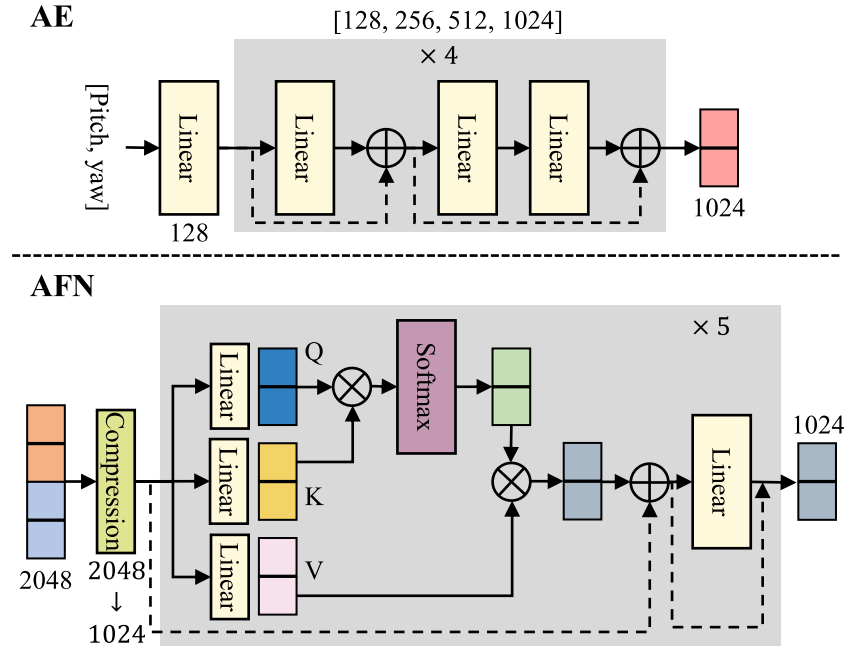 AE
[128, 256, 512, 1024]
× 4
[Pitch, yaw]
Linear
Linear
Linear
Linear
128
1024
AFN
× 5
Linear
Q
Softmax
Compression
Linear
K
Linear
1024
Linear
V
2048
2048
↓
1024